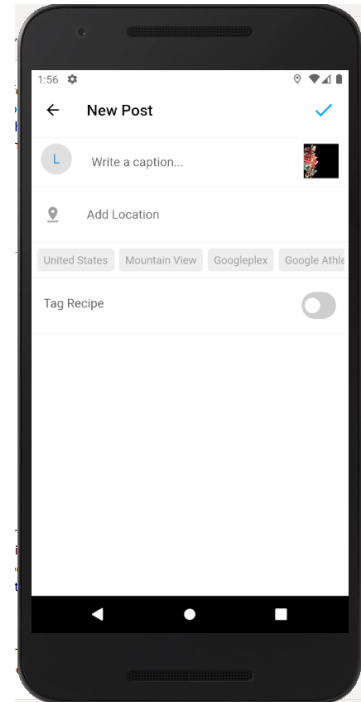 1:56
New Post
L Write a caption...
Add Location
United States Mountain View Googleplex Google Athle
Tag Recipe